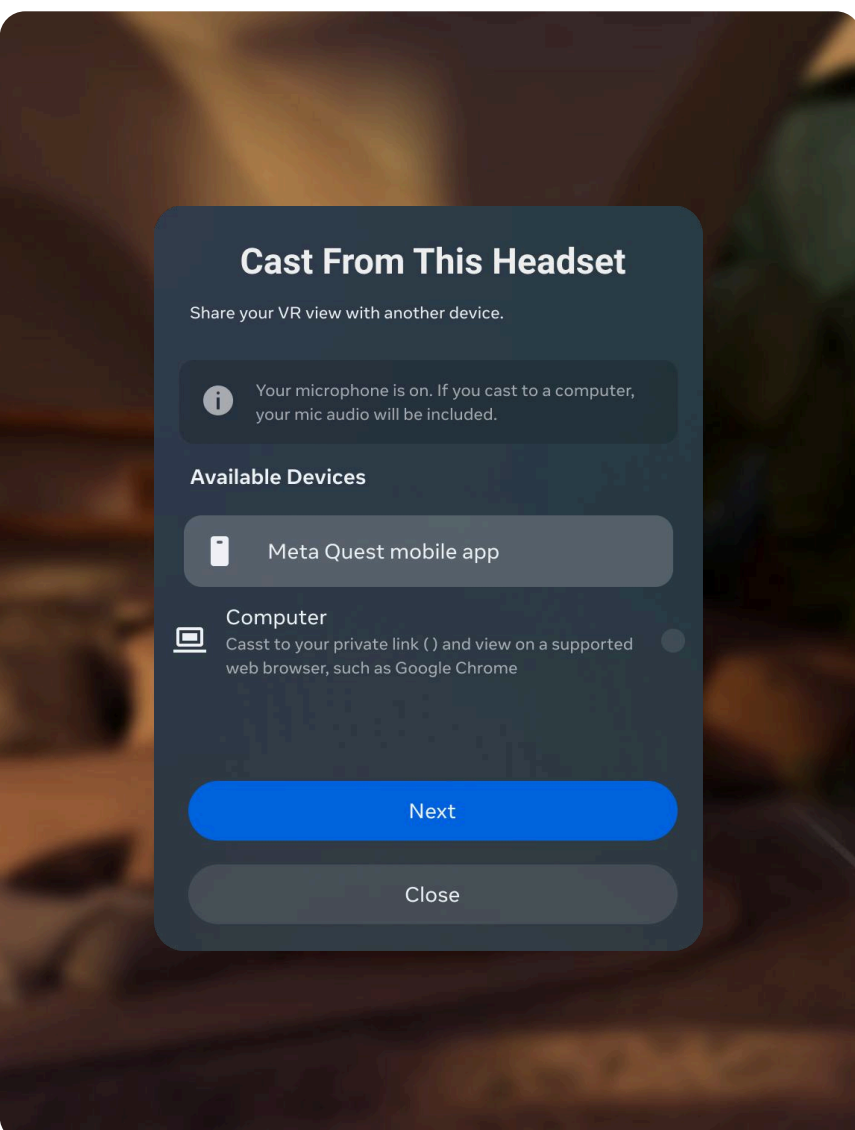 Cast From This Headset
Share your VR view with another device.
Your microphone is on. If you cast to a computer,
your mic audio will be included.
Available Devices
Meta Quest mobile app
Computer
Casst to your private link ( ) and view on a supported
web browser, such as Google Chrome
Next
Close